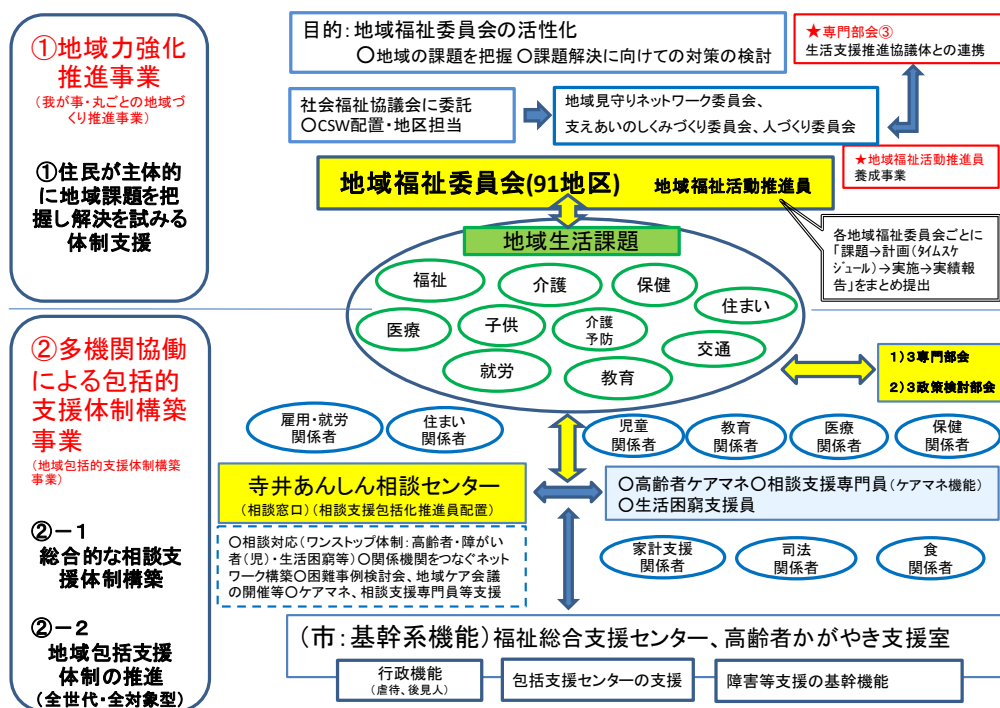 ①地域力強化
推進事業
(我が事・丸ごとの地域づ
くり推進事業)
①住民が主体的
に地域課題を把
握し解決を試みる
体制支援
目的：地域福祉委員会の活性化
○地域の課題を把握 ○課題解決に向けての対策の検討
★専門部会③
生活支援推進協議体との連携
社会福祉協議会に委託
○CSW配置・地区担当
地域見守りネットワーク委員会、
支えあいのしくみづくり委員会、人づくり委員会
★地域福祉活動推進員
養成事業
地域福祉委員会(91地区) 地域福祉活動推進員
各地域福祉委員会ごとに
「課題→計画(タイムスケ
ジュール)→実施→実績報
告」をまとめ提出
地域生活課題
福祉
介護
保健
住まい
医療
子供
介護
予防
交通
就労
教育
②多機関協働
による包括的
支援体制構築
事業
(地域包括的支援体制構築
事業)
②－1
総合的な相談支
援体制構築
②－2
地域包括支援
体制の推進
(全世代・全対象型)
1)3専門部会
2)3政策検討部会
雇用・就労
関係者
住まい
関係者
児童
関係者
教育
関係者
医療
関係者
保健
関係者
寺井あんしん相談センター
(相談窓口)(相談支援包括化推進員配置)
○高齢者ケアマネ○相談支援専門員(ケアマネ機能)
○生活困窮支援員
○相談対応(ワンストップ体制：高齢者・障がい
者(児)・生活困窮等)○関係機関をつなぐネット
ワーク構築○困難事例検討会、地域ケア会議
の開催等○ケアマネ、相談支援専門員等支援
家計支援
関係者
司法
関係者
食
関係者
(市：基幹系機能)福祉総合支援センター、高齢者かがやき支援室
行政機能
(虐待、後見人)
包括支援センターの支援
障害等支援の基幹機能